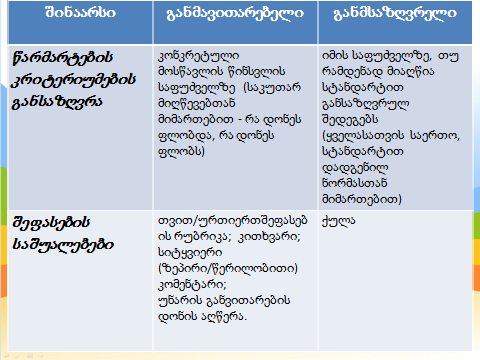 შინაარსი
განმავითარებელი
განმსაზღვრელი
წარმარტების
კრიტერიუმების
განსაზღვრა
კონკრეტული
მოსწავლის წინსვლის
საფუძველზე (საკუთარ
მიღწევებთან
მიმართებით - რა დონეს
ფლობდა, რა დონეს
ფლობს)
იმის საფუძველზე, თუ
რამდენად მიაღწია
სტანდარტით
განსაზღვრულ
შედეგებს
(ყველასათვის საერთო,
სტანდარტით
დადგენილ
ნორმასთან
მიმართებით)
შეფასების
საშუალებები
თვით/ურთიერთშეფასებ
ის რუბრიკა; კითხვარი;
სიტყვიერი
(ზეპირი/წერილობითი)
კომენტარი;
უნარის განვითარების
დონის აღწერა.
ქულა